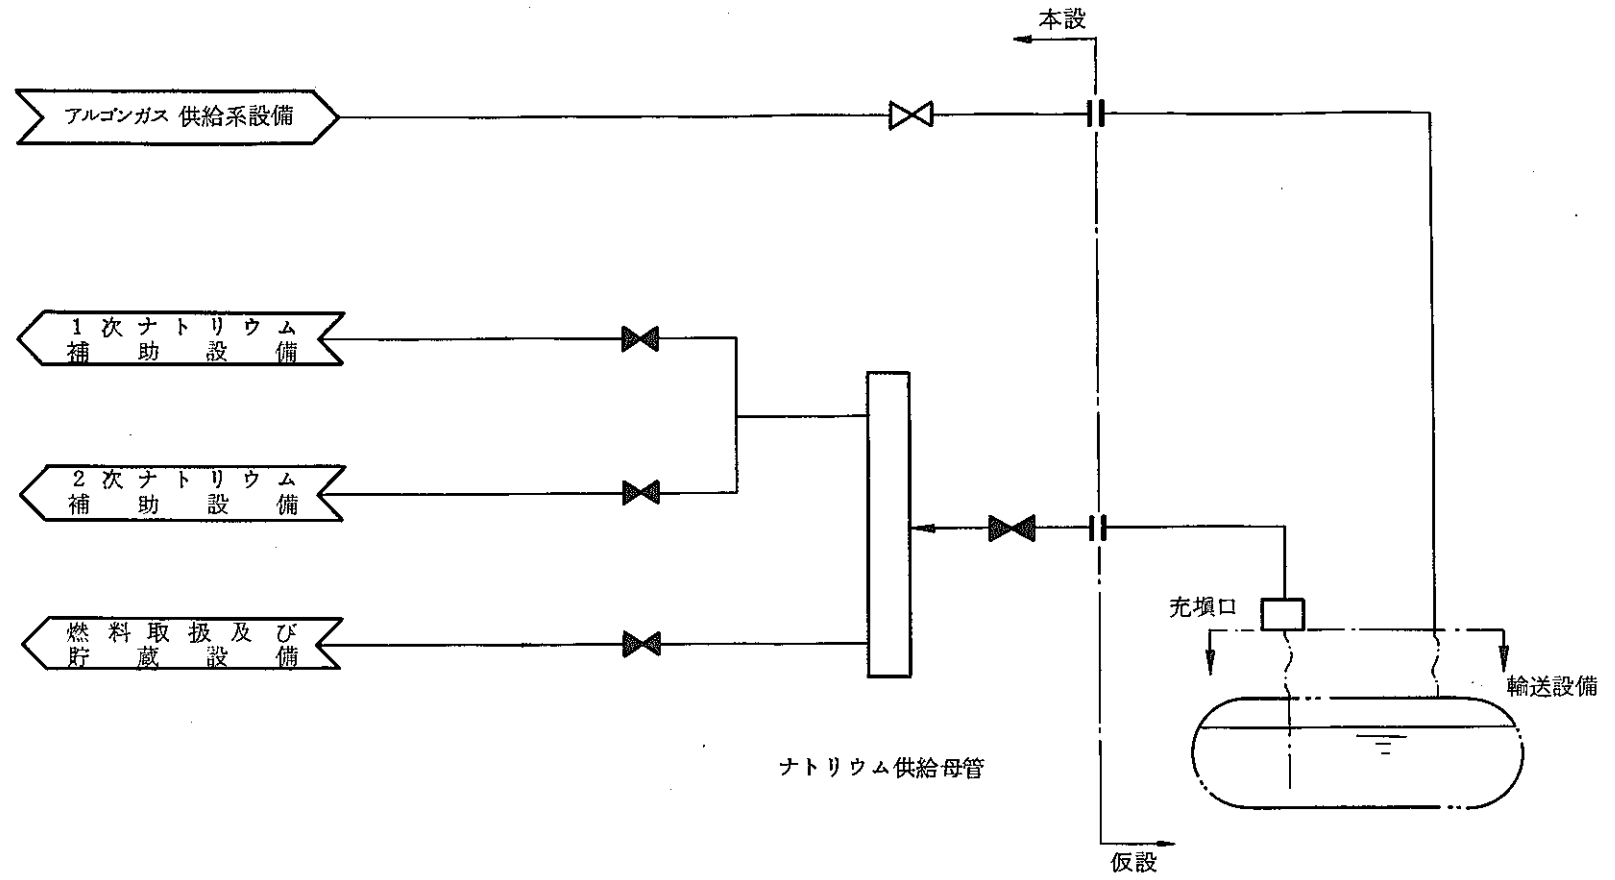 本設
アルゴンガス 供給系設備
1次ナトリウム
補助設備
2次ナトリウム
補助設備
燃料取扱及び
貯蔵設備
充塡口
輸送設備
ナトリウム供給母管
仮設